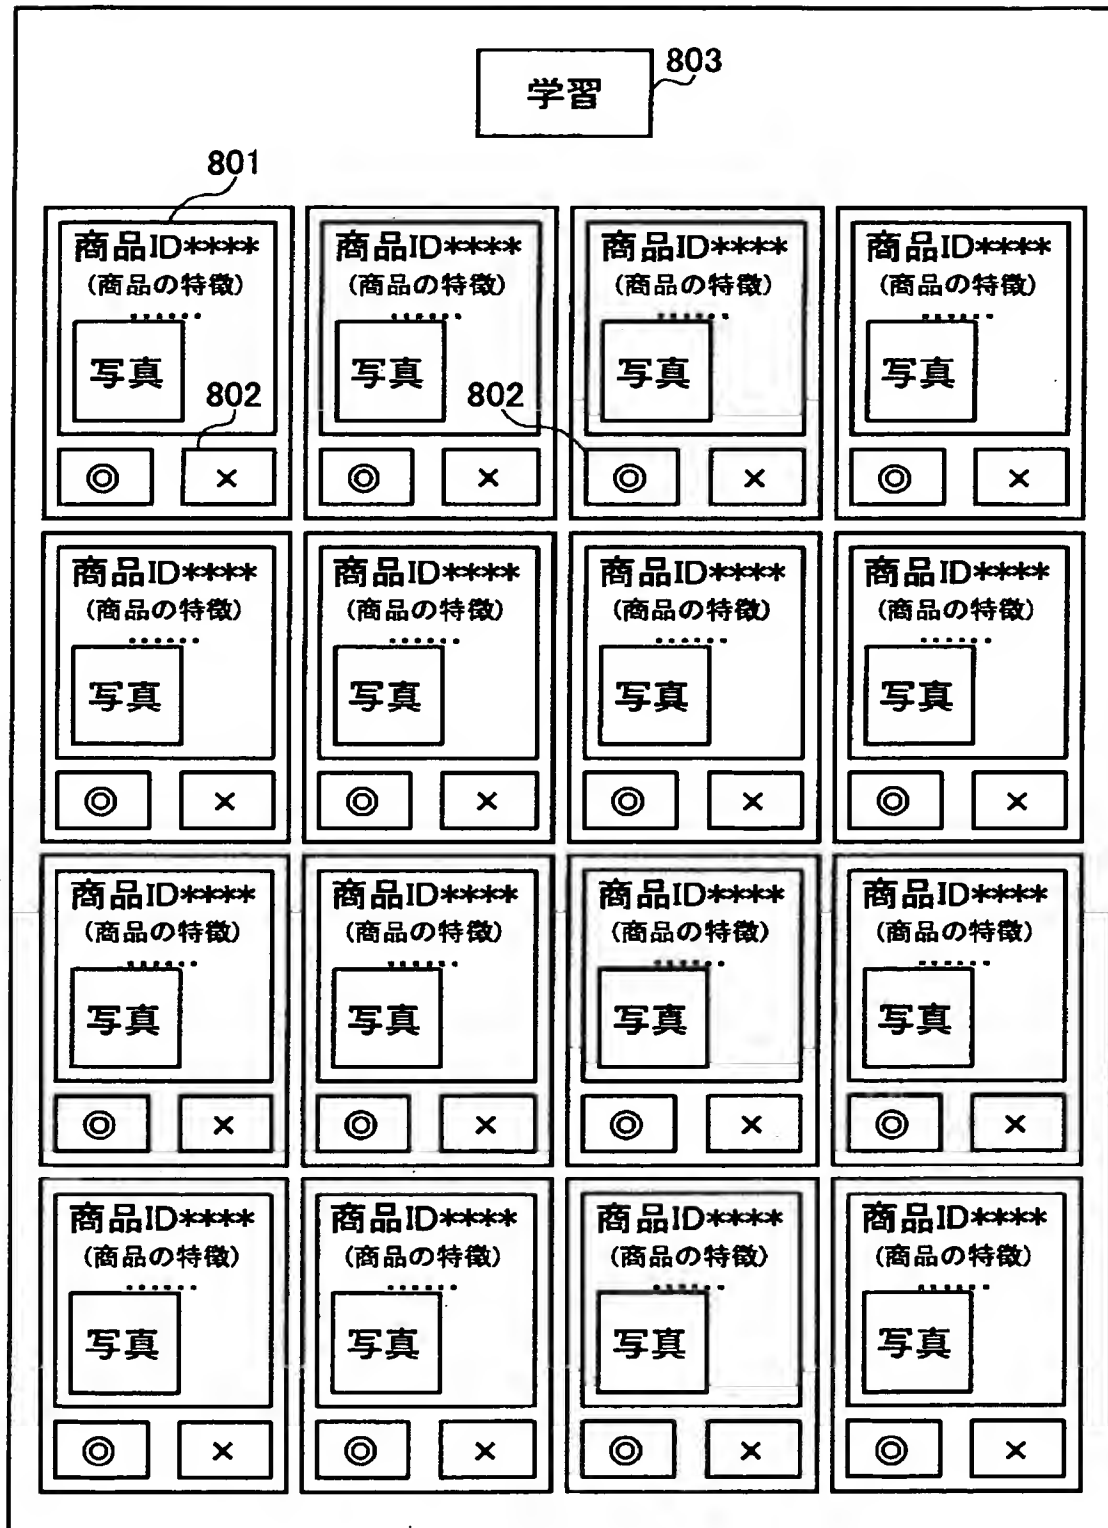 学習 803
801
商品ID**** 商品ID**** 商品ID**** 商品ID****
(商品の特徴) (商品の特徴) (商品の特徴) (商品の特徴)
...... ...... ...... ......
写真 写真 写真 写真
802 802
◎ × ◎ × ◎ × ◎ ×
商品ID**** 商品ID**** 商品ID**** 商品ID****
(商品の特徴) (商品の特徴) (商品の特徴) (商品の特徴)
...... ...... ...... ......
写真 写真 写真 写真
◎ × ◎ × ◎ × ◎ ×
商品ID**** 商品ID**** 商品ID**** 商品ID****
(商品の特徴) (商品の特徴) (商品の特徴) (商品の特徴)
...... ...... ...... ......
写真 写真 写真 写真
◎ × ◎ × ◎ × ◎ ×
商品ID**** 商品ID**** 商品ID**** 商品ID****
(商品の特徴) (商品の特徴) (商品の特徴) (商品の特徴)
...... ...... ...... ......
写真 写真 写真 写真
◎ × ◎ × ◎ × ◎ ×